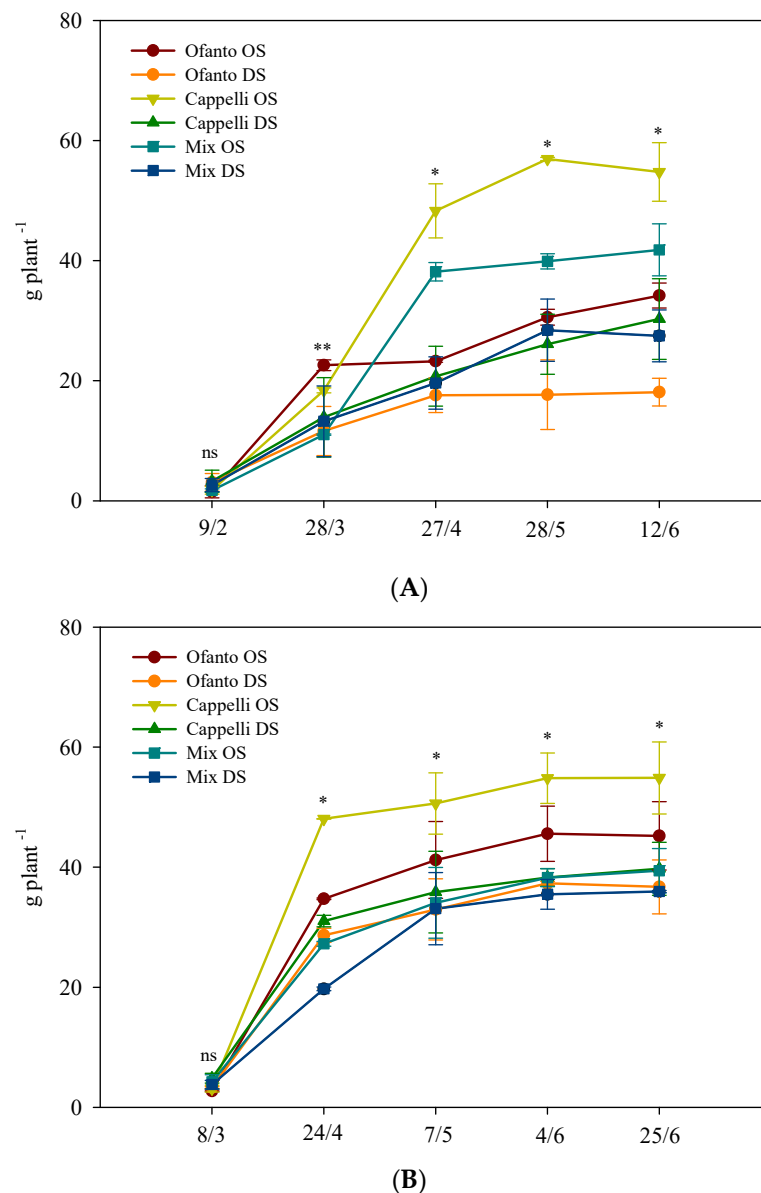 80
60
40
20
0
g plant -1
Ofanto OS
Ofanto DS
Cappelli OS
Cappelli DS
Mix OS
Mix DS
ns
**
*
*
*
9/2 28/3 27/4 28/5 12/6
(A)
80
60
40
20
0
g plant -1
Ofanto OS
Ofanto DS
Cappelli OS
Cappelli DS
Mix OS
Mix DS
ns
*
*
*
*
8/3 24/4 7/5 4/6 25/6
(B)